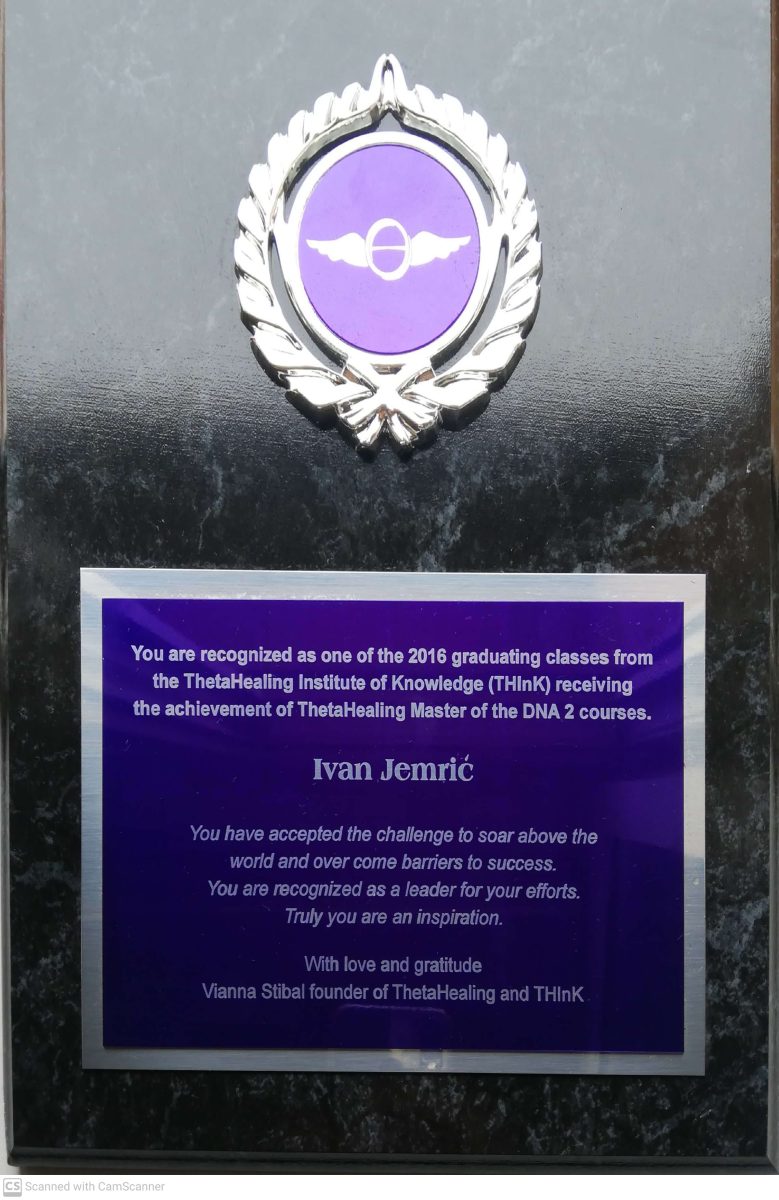 You are recognized as one of the 2016 graduating classes from
the ThetaHealing Institute of Knowledge (THInK) receiving
the achievement of ThetaHealing Master of the DNA 2 courses.
Ivan Jemrić
You have accepted the challenge to soar above the
world and over come barriers to success.
You are recognized as a leader for your efforts.
Truly you are an inspiration.
With love and gratitude
Vianna Stibal founder of ThetaHealing and THInK
CS Scanned with CamScanner